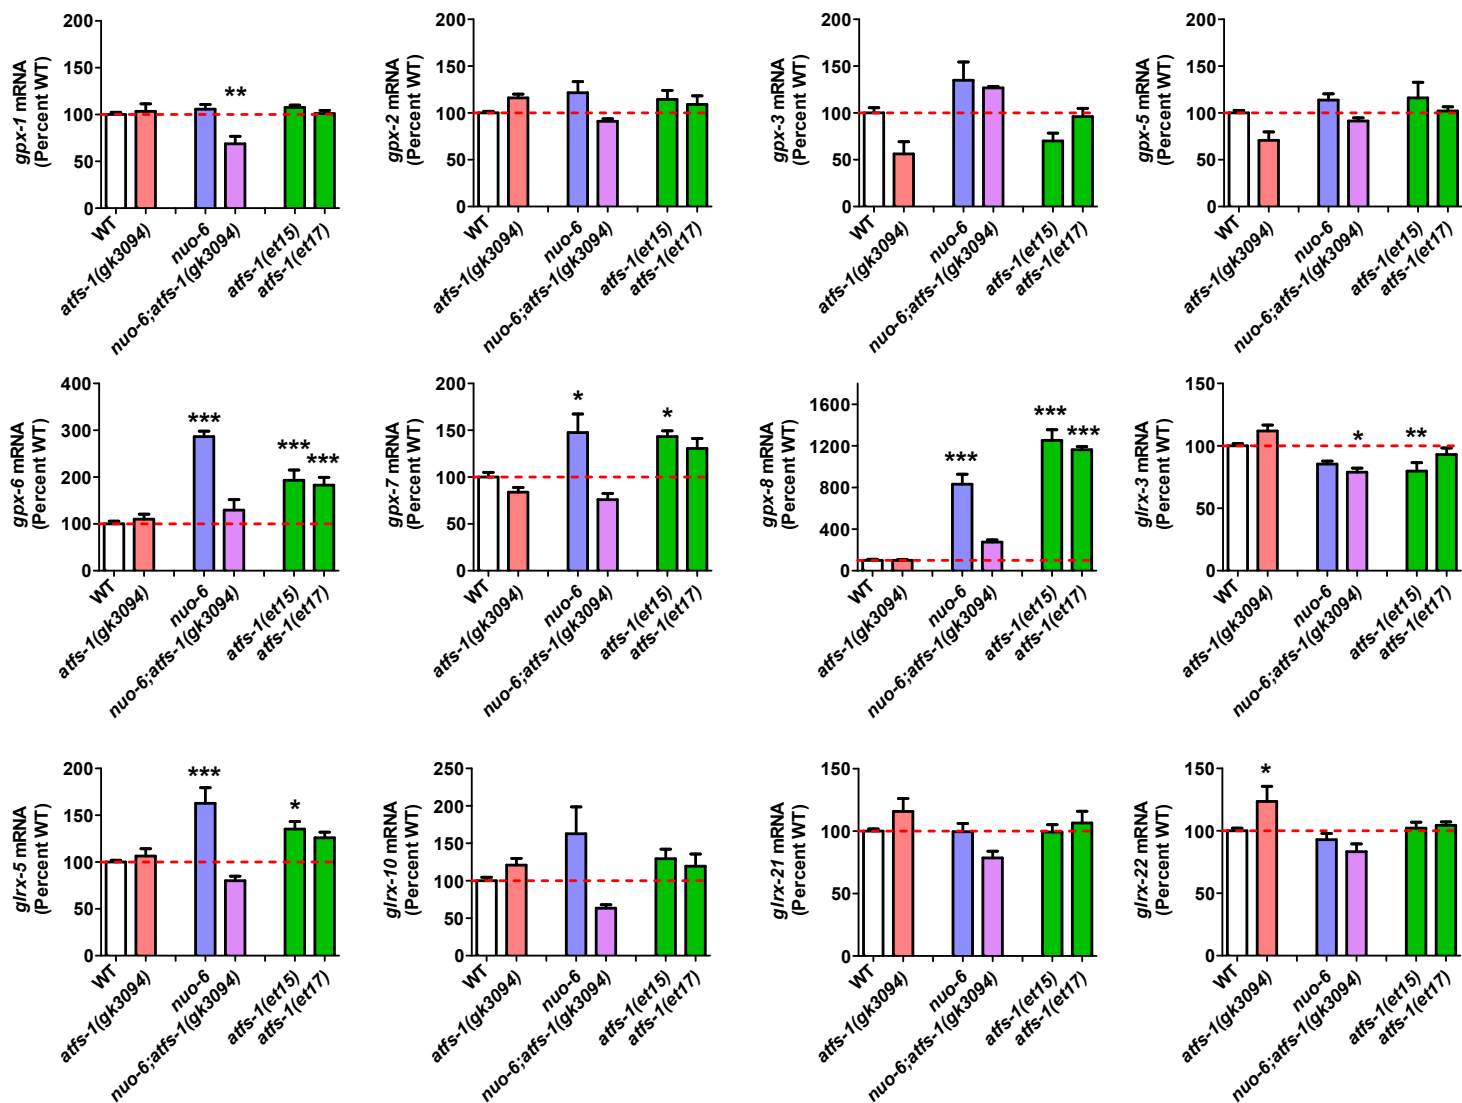 gpx-1 mRNA
(Percent WT)
200
150
100
50
0
**
WT
atfs-1(gk3094)
nuo-6
nuo-6;atfs-1(gk3094)
atfs-1(et15)
atfs-1(et17)
gpx-2 mRNA
(Percent WT)
200
150
100
50
0
WT
atfs-1(gk3094)
nuo-6
nuo-6;atfs-1(gk3094)
atfs-1(et15)
atfs-1(et17)
gpx-3 mRNA
(Percent WT)
200
150
100
50
0
WT
atfs-1(gk3094)
nuo-6
nuo-6;atfs-1(gk3094)
atfs-1(et15)
atfs-1(et17)
gpx-5 mRNA
(Percent WT)
200
150
100
50
0
WT
atfs-1(gk3094)
nuo-6
nuo-6;atfs-1(gk3094)
atfs-1(et15)
atfs-1(et17)
gpx-6 mRNA
(Percent WT)
400
300
200
100
0
***
***
***
WT
atfs-1(gk3094)
nuo-6
nuo-6;atfs-1(gk3094)
atfs-1(et15)
atfs-1(et17)
gpx-7 mRNA
(Percent WT)
200
150
100
50
0
*
*
WT
atfs-1(gk3094)
nuo-6
nuo-6;atfs-1(gk3094)
atfs-1(et15)
atfs-1(et17)
gpx-8 mRNA
(Percent WT)
1600
1200
800
400
0
***
***
***
WT
atfs-1(gk3094)
nuo-6
nuo-6;atfs-1(gk3094)
atfs-1(et15)
atfs-1(et17)
glrx-3 mRNA
(Percent WT)
150
100
50
0
*
**
WT
atfs-1(gk3094)
nuo-6
nuo-6;atfs-1(gk3094)
atfs-1(et15)
atfs-1(et17)
glrx-5 mRNA
(Percent WT)
200
150
100
50
0
***
*
WT
atfs-1(gk3094)
nuo-6
nuo-6;atfs-1(gk3094)
atfs-1(et15)
atfs-1(et17)
glrx-10 mRNA
(Percent WT)
250
200
150
100
50
0
WT
atfs-1(gk3094)
nuo-6
nuo-6;atfs-1(gk3094)
atfs-1(et15)
atfs-1(et17)
glrx-21 mRNA
(Percent WT)
150
100
50
0
WT
atfs-1(gk3094)
nuo-6
nuo-6;atfs-1(gk3094)
atfs-1(et15)
atfs-1(et17)
glrx-22 mRNA
(Percent WT)
150
100
50
0
*
WT
atfs-1(gk3094)
nuo-6
nuo-6;atfs-1(gk3094)
atfs-1(et15)
atfs-1(et17)